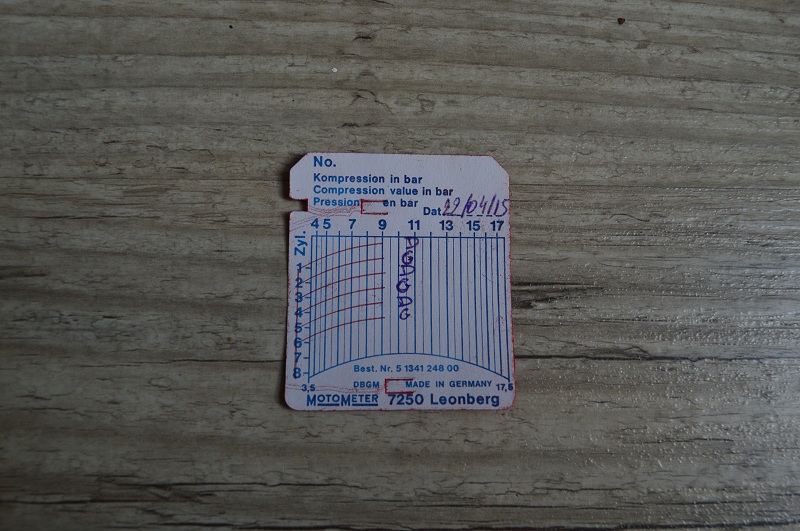 No.
Kompression in bar
Compression value in bar
Pression en bar
Dat. 22/04/15
4 5 7 9 11 13 15 17
Zyl.
1
2
3
4
5
6
7
8
Best. Nr. 5 1341 248 00
3,5 DBGM MADE IN GERMANY 17,5
MOTOMETER 7250 Leonberg